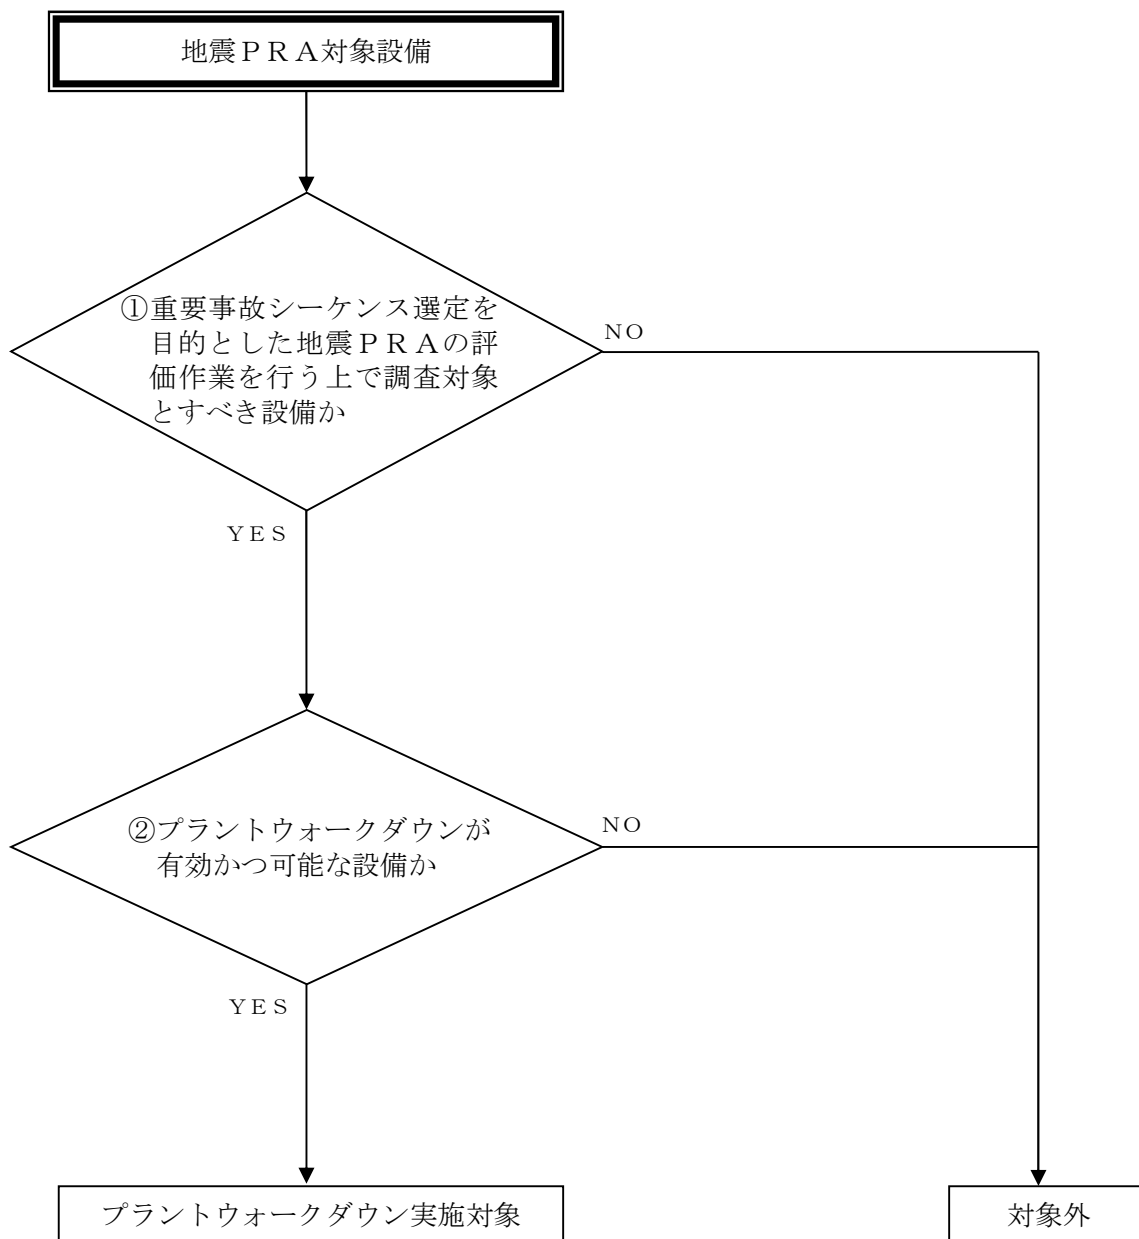 地震ＰＲＡ対象設備
①重要事故シーケンス選定を
目的とした地震ＰＲＡの評
価作業を行う上で調査対象
とすべき設備か
NO
YES
②プラントウォークダウンが
有効かつ可能な設備か
NO
YES
プラントウォークダウン実施対象
対象外